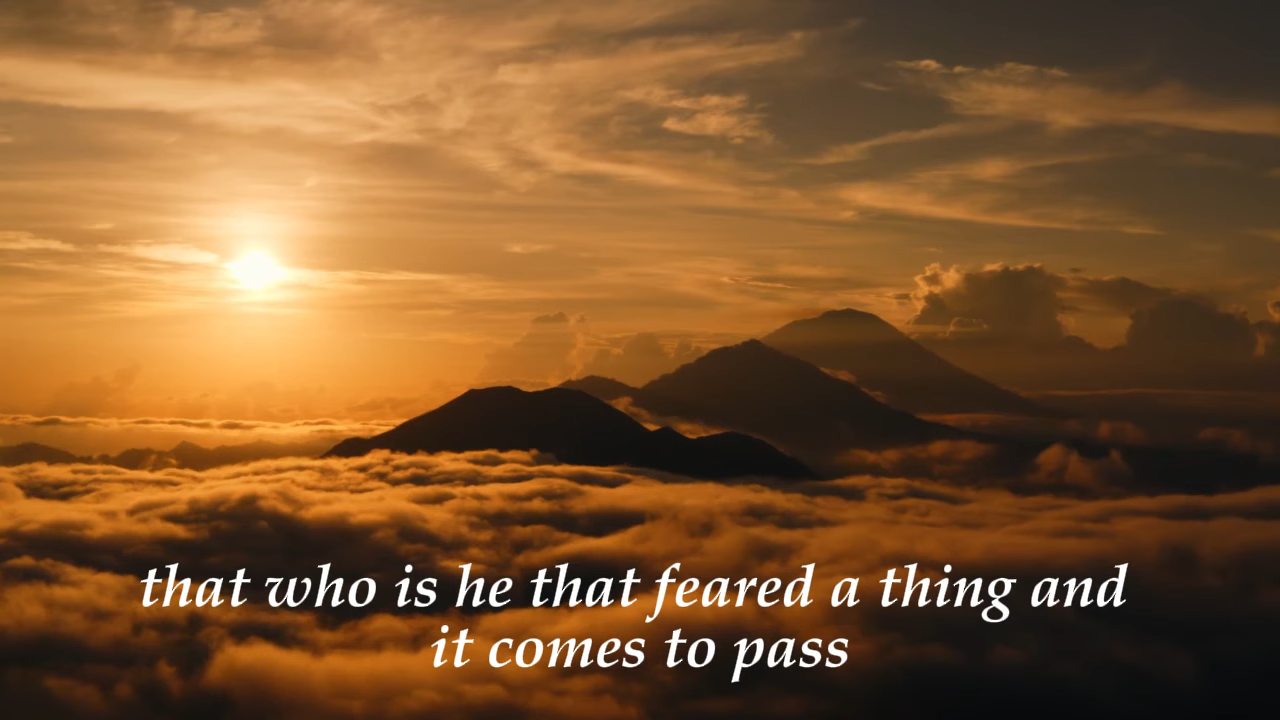 that who is he that feared a thing and
it comes to pass